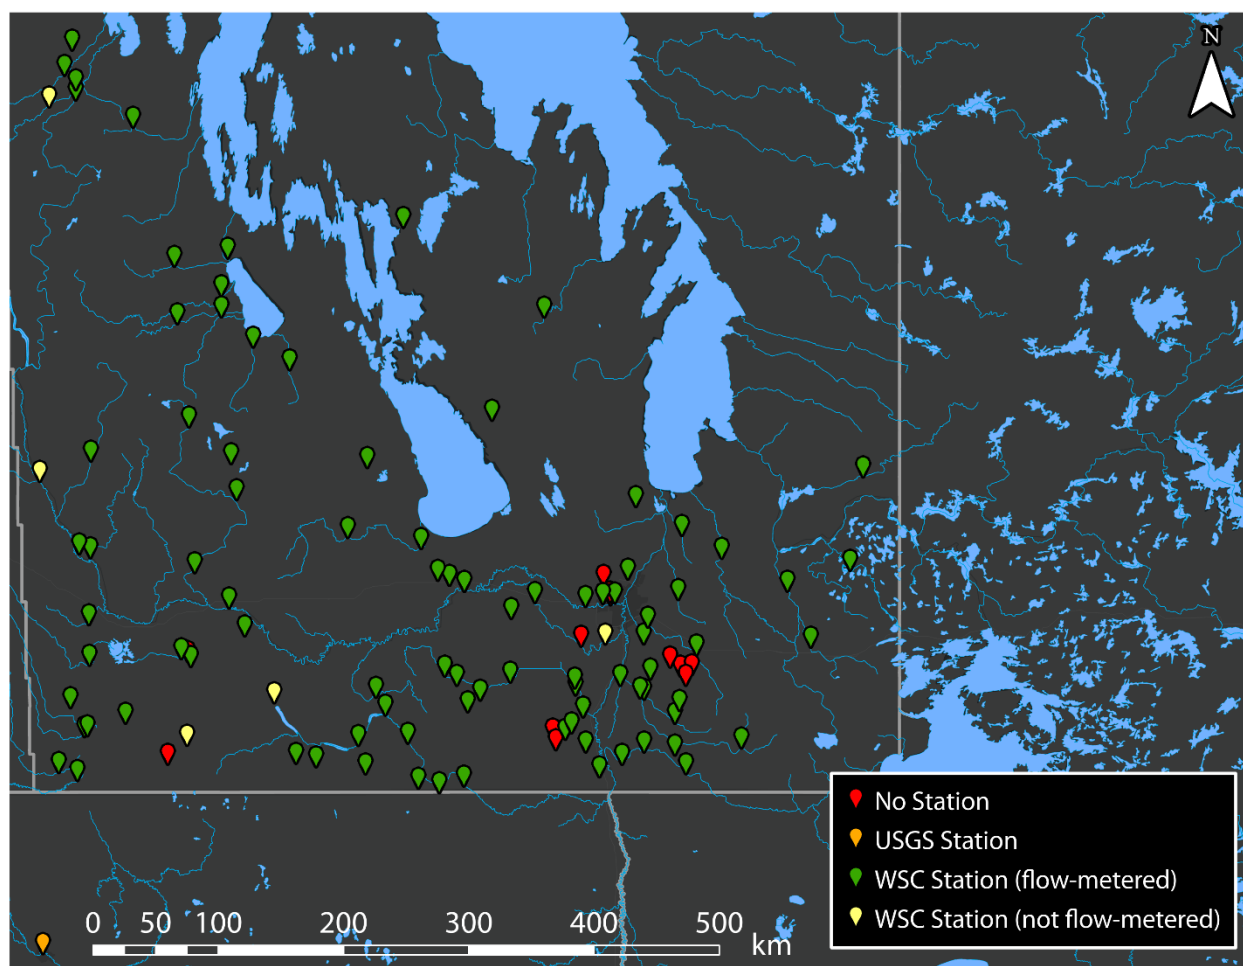 N
No Station
USGS Station
WSC Station (flow-metered)
WSC Station (not flow-metered)
0 50 100 200 300 400 500
km